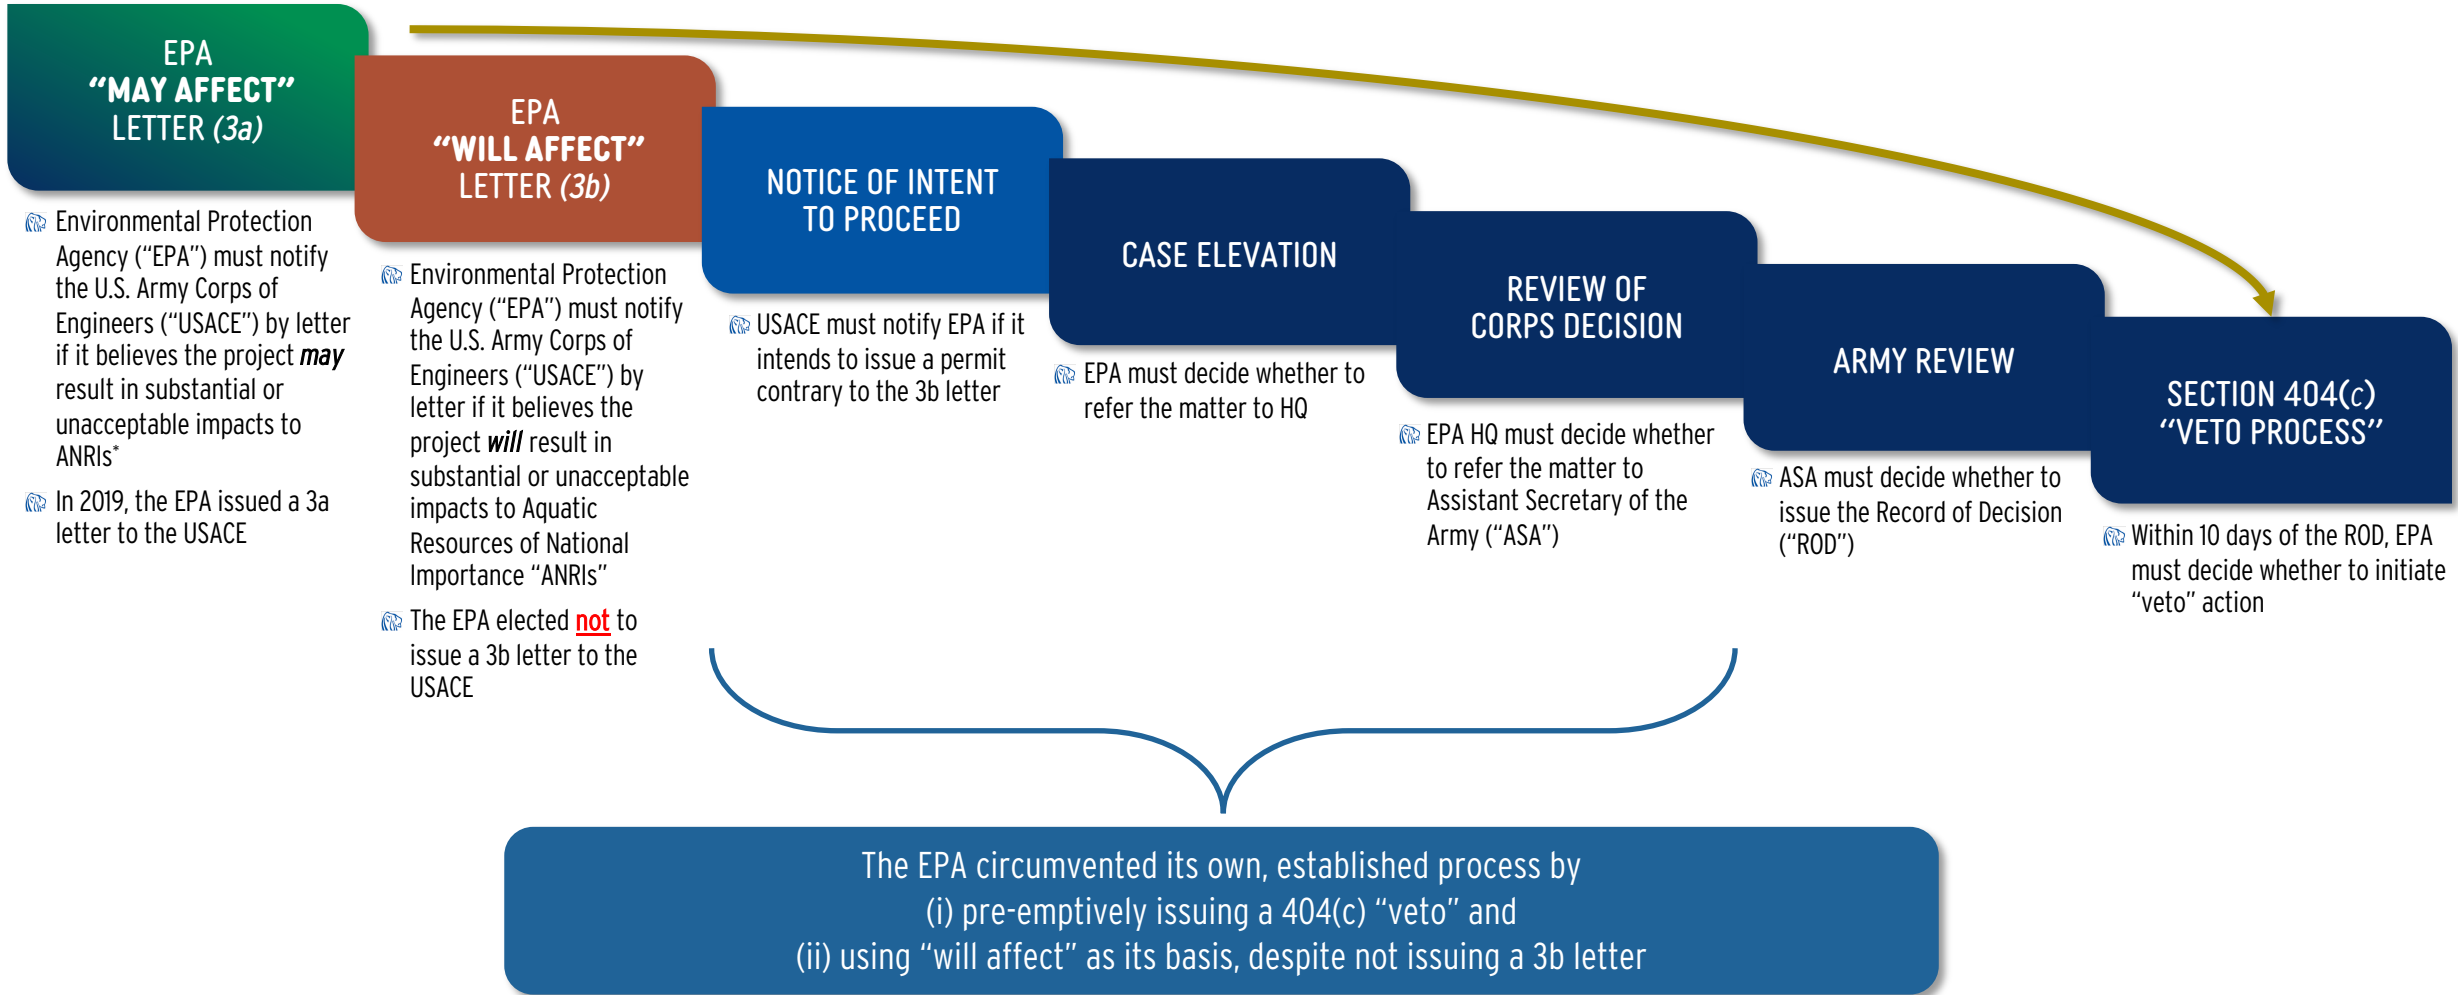 EPA
“MAY AFFECT”
LETTER (3a)
Environmental Protection
Agency (“EPA”) must notify
the U.S. Army Corps of
Engineers (“USACE”) by letter
if it believes the project may
result in substantial or
unacceptable impacts to
ANRIs*
In 2019, the EPA issued a 3a
letter to the USACE
EPA
“WILL AFFECT”
LETTER (3b)
Environmental Protection
Agency (“EPA”) must notify
the U.S. Army Corps of
Engineers (“USACE”) by
letter if it believes the
project will result in
substantial or unacceptable
impacts to Aquatic
Resources of National
Importance “ANRIs”
The EPA elected not to
issue a 3b letter to the
USACE
NOTICE OF INTENT
TO PROCEED
USACE must notify EPA if it
intends to issue a permit
contrary to the 3b letter
CASE ELEVATION
EPA must decide whether to
refer the matter to HQ
REVIEW OF
CORPS DECISION
EPA HQ must decide whether
to refer the matter to
Assistant Secretary of the
Army (“ASA”)
ARMY REVIEW
ASA must decide whether to
issue the Record of Decision
(“ROD”)
SECTION 404(c)
“VETO PROCESS”
Within 10 days of the ROD, EPA
must decide whether to initiate
“veto” action
The EPA circumvented its own, established process by
(i) pre-emptively issuing a 404(c) “veto” and
(ii) using “will affect” as its basis, despite not issuing a 3b letter